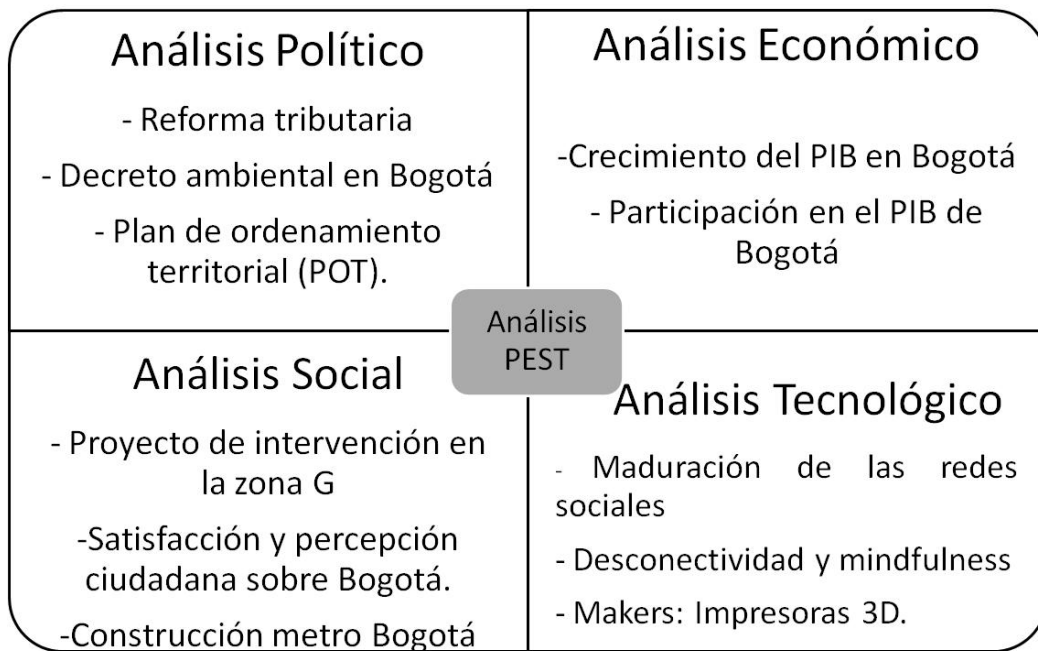 Análisis Político
- Reforma tributaria
- Decreto ambiental en Bogotá
- Plan de ordenamiento
territorial (POT).
Análisis Económico
-Crecimiento del PIB en Bogotá
- Participación en el PIB de
Bogotá
Análisis
PEST
Análisis Social
- Proyecto de intervención en
la zona G
-Satisfacción y percepción
ciudadana sobre Bogotá.
-Construcción metro Bogotá
Análisis Tecnológico
- Maduración de las redes
sociales
- Desconectividad y mindfulness
- Makers: Impresoras 3D.